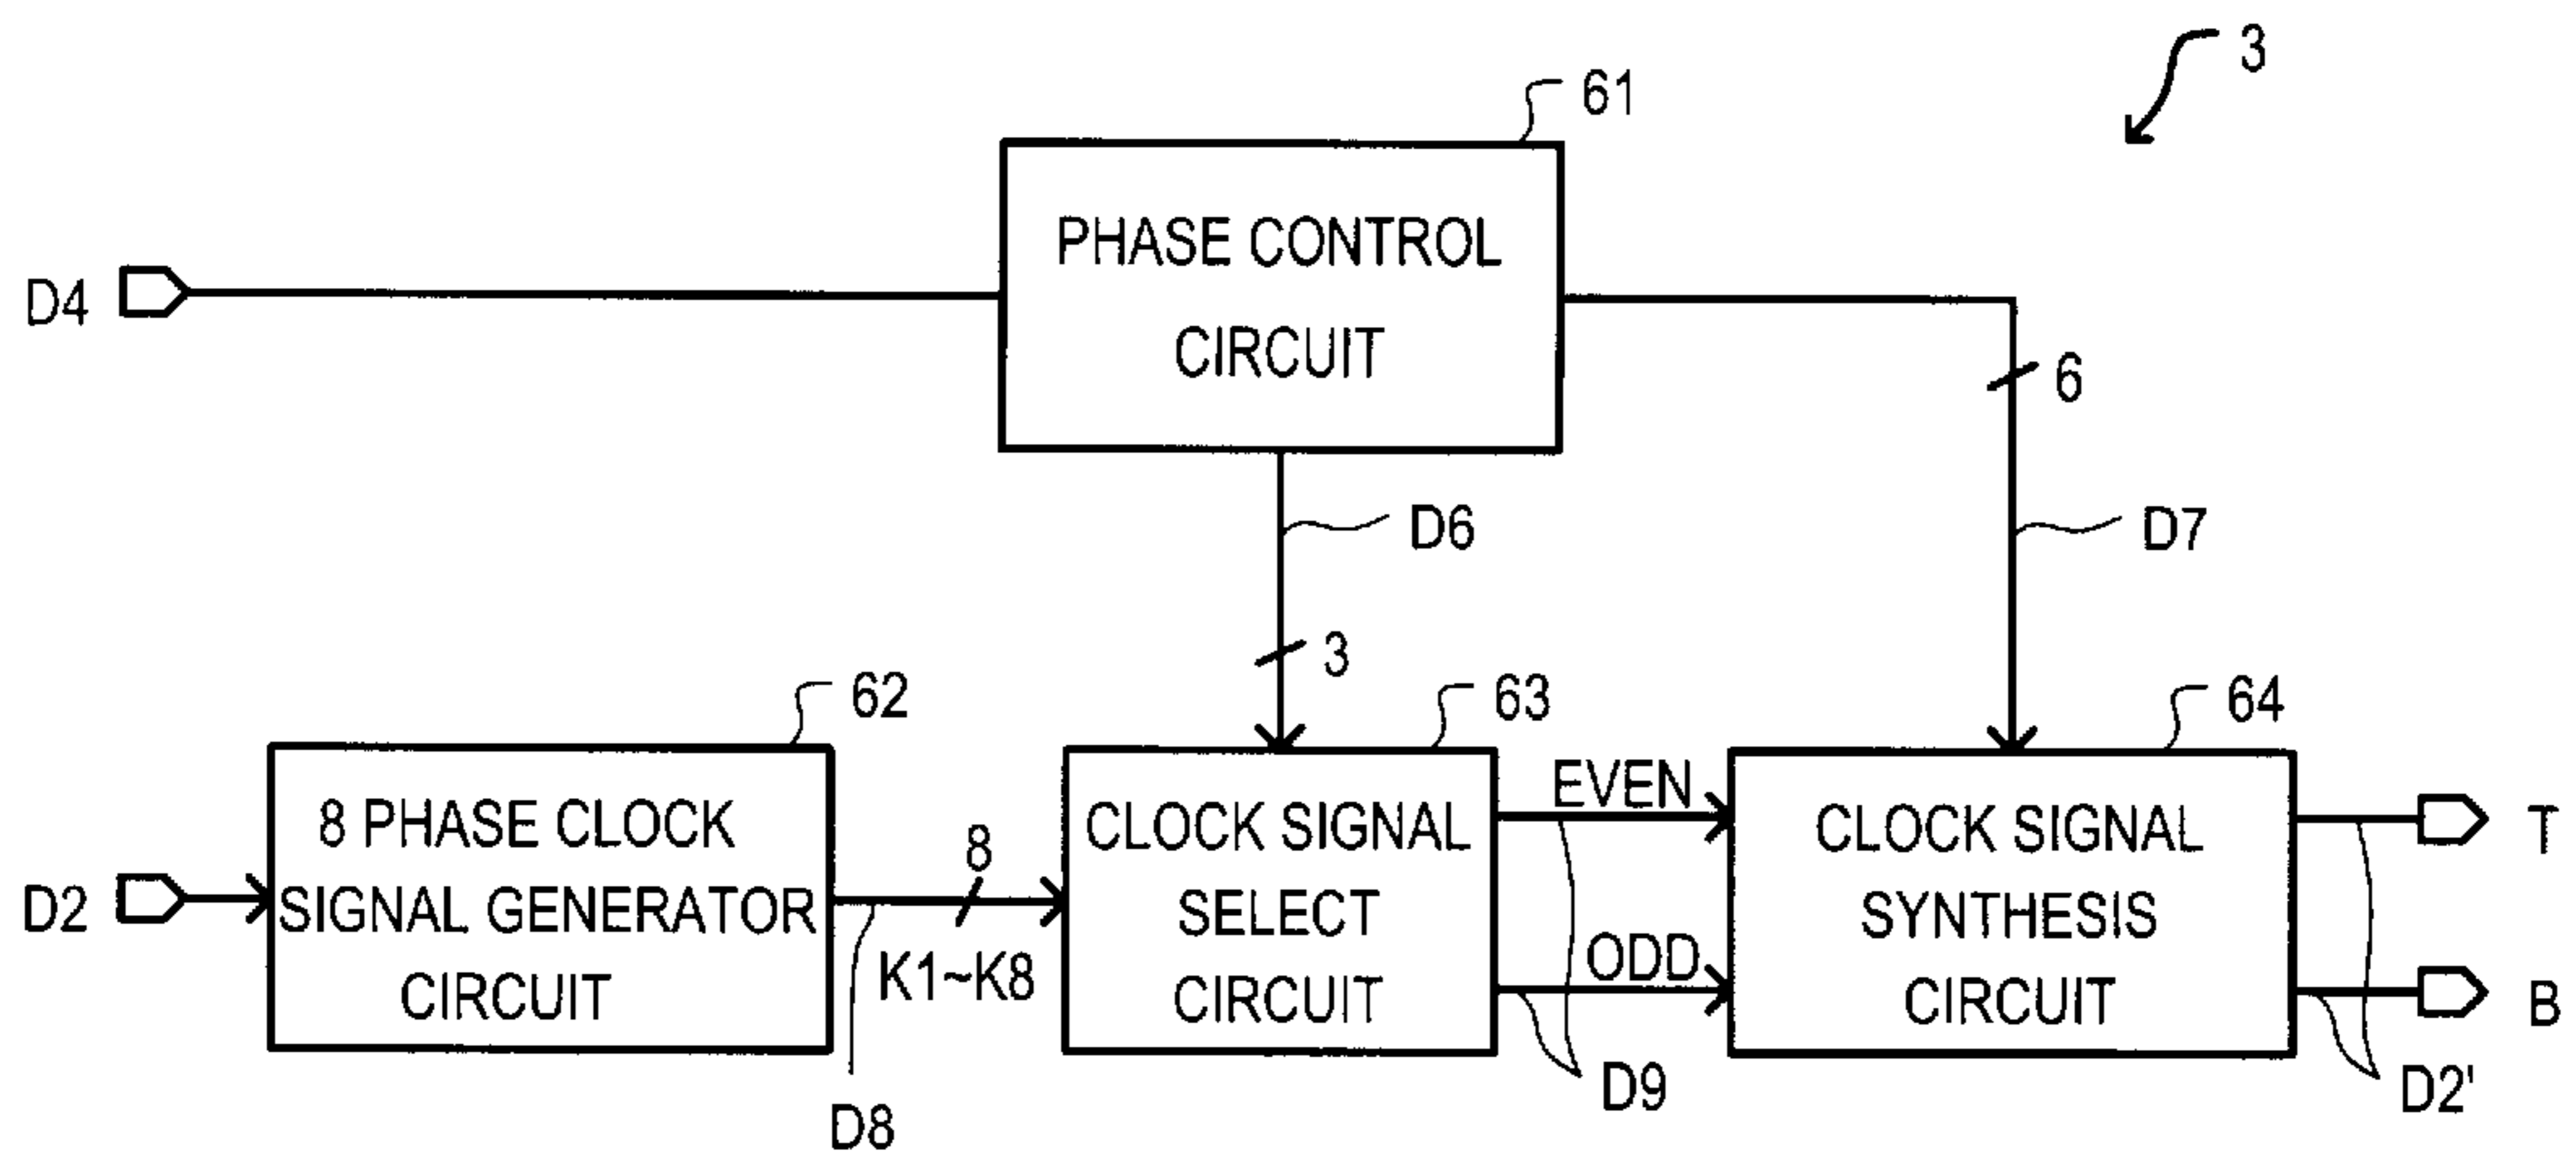 3
61
PHASE CONTROL
CIRCUIT
D4
6
D6
D7
3
62
63
64
8 PHASE CLOCK
SIGNAL GENERATOR
CIRCUIT
D2
8
K1~K8
D8
CLOCK SIGNAL
SELECT
CIRCUIT
EVEN
ODD
D9
CLOCK SIGNAL
SYNTHESIS
CIRCUIT
T
B
D2'